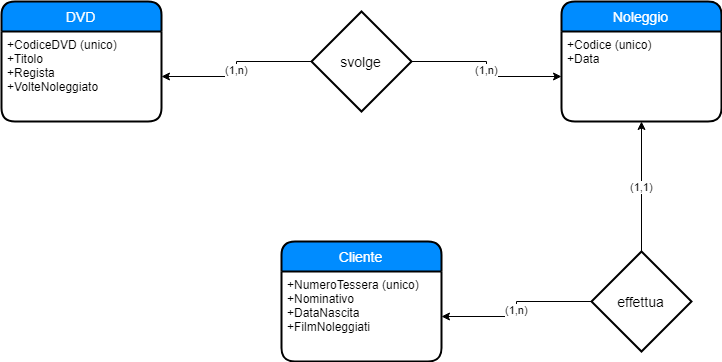 DVD
+CodiceDVD (unico)
+Titolo
+Regista
+VolteNoleggiato
(1,n)
svolge
(1,n)
Noleggio
+Codice (unico)
+Data
(1,1)
effettua
(1,n)
Cliente
+NumeroTessera (unico)
+Nominativo
+DataNascita
+FilmNoleggiati